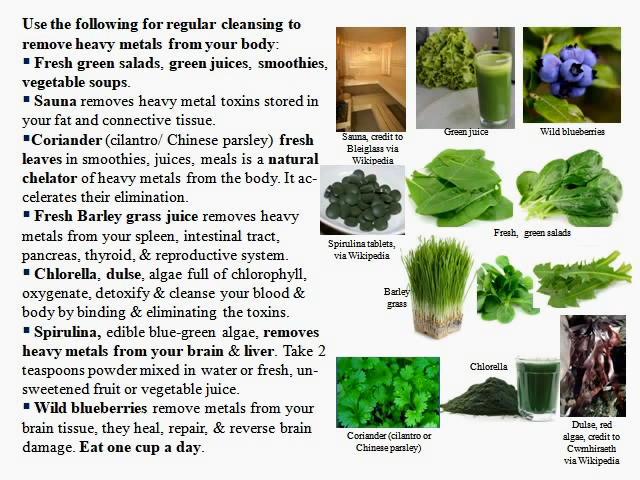 Use the following for regular cleansing to
remove heavy metals from your body:
▪ Fresh green salads, green juices, smoothies,
vegetable soups.
▪ Sauna removes heavy metal toxins stored in
your fat and connective tissue.
▪Coriander (cilantro/ Chinese parsley) fresh
leaves in smoothies, juices, meals is a natural
chelator of heavy metals from the body. It ac-
celerates their elimination.
▪ Fresh Barley grass juice removes heavy
metals from your spleen, intestinal tract,
pancreas, thyroid, & reproductive system.
▪ Chlorella, dulse, algae full of chlorophyll,
oxygenate, detoxify & cleanse your blood &
body by binding & eliminating the toxins.
▪ Spirulina, edible blue-green algae, removes
heavy metals from your brain & liver. Take 2
teaspoons powder mixed in water or fresh, un-
sweetened fruit or vegetable juice.
▪ Wild blueberries remove metals from your
brain tissue, they heal, repair, & reverse brain
damage. Eat one cup a day.
Sauna, credit to
Bleiglass via
Wikipedia
Green juice
Wild blueberries
Spirulina tablets,
via Wikipedia
Fresh, green salads
Barley
grass
Chlorella
Coriander (cilantro or
Chinese parsley)
Dulse, red
algae, credit to
Cwmhiraeth
via Wikipedia